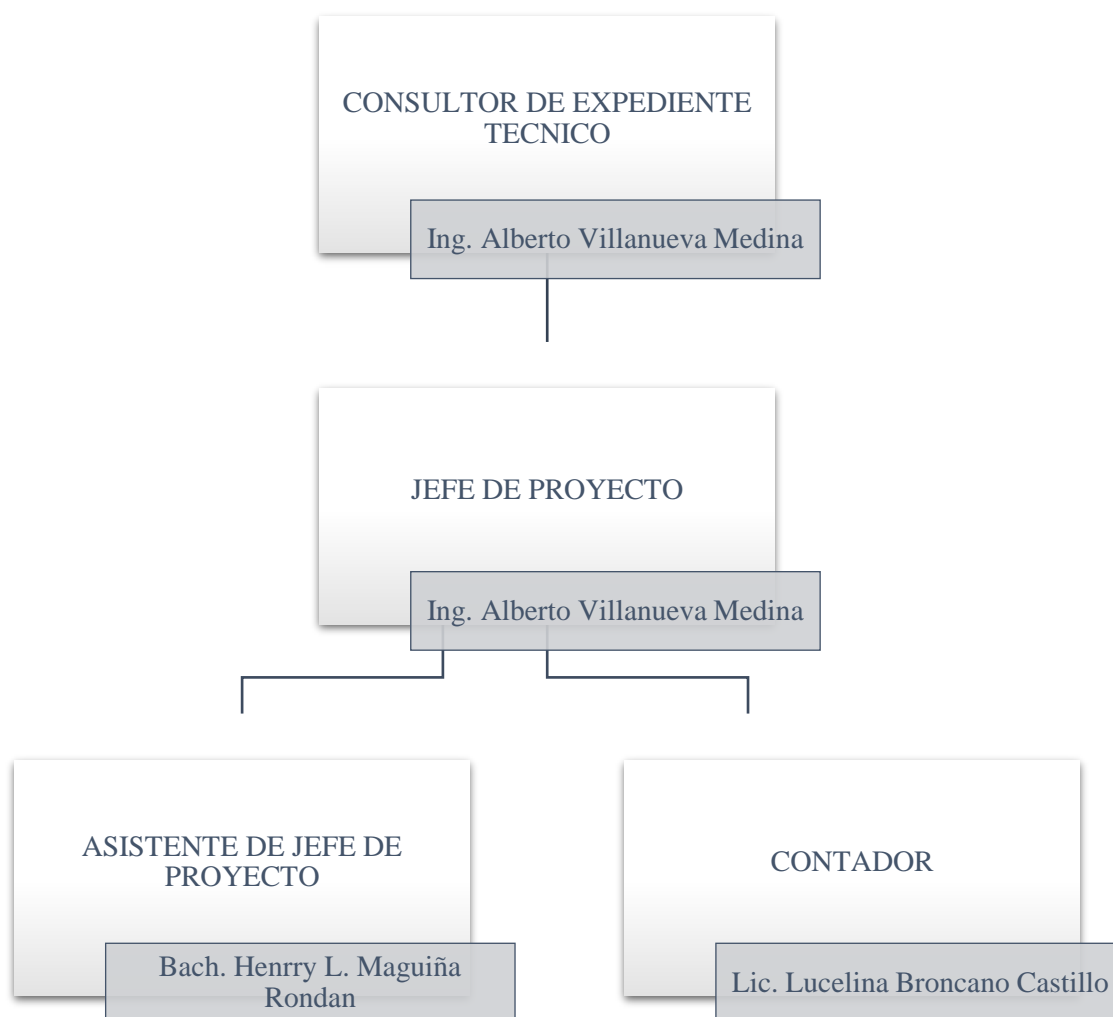 CONSULTOR DE EXPEDIENTE
TECNICO
Ing. Alberto Villanueva Medina
JEFE DE PROYECTO
Ing. Alberto Villanueva Medina
ASISTENTE DE JEFE DE
PROYECTO
Bach. Henrry L. Maguiña
Rondan
CONTADOR
Lic. Lucelina Broncano Castillo